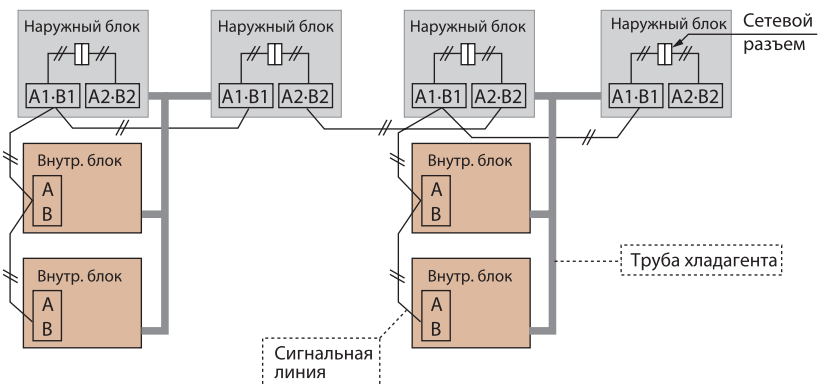 Наружный блок
A1·B1 A2·B2
Наружный блок
A1·B1 A2·B2
Наружный блок
A1·B1 A2·B2
Наружный блок
A1·B1 A2·B2
Сетевой
разъем
Внутр. блок
A
B
Внутр. блок
A
B
Внутр. блок
A
B
Внутр. блок
A
B
Труба хладагента
Сигнальная
линия